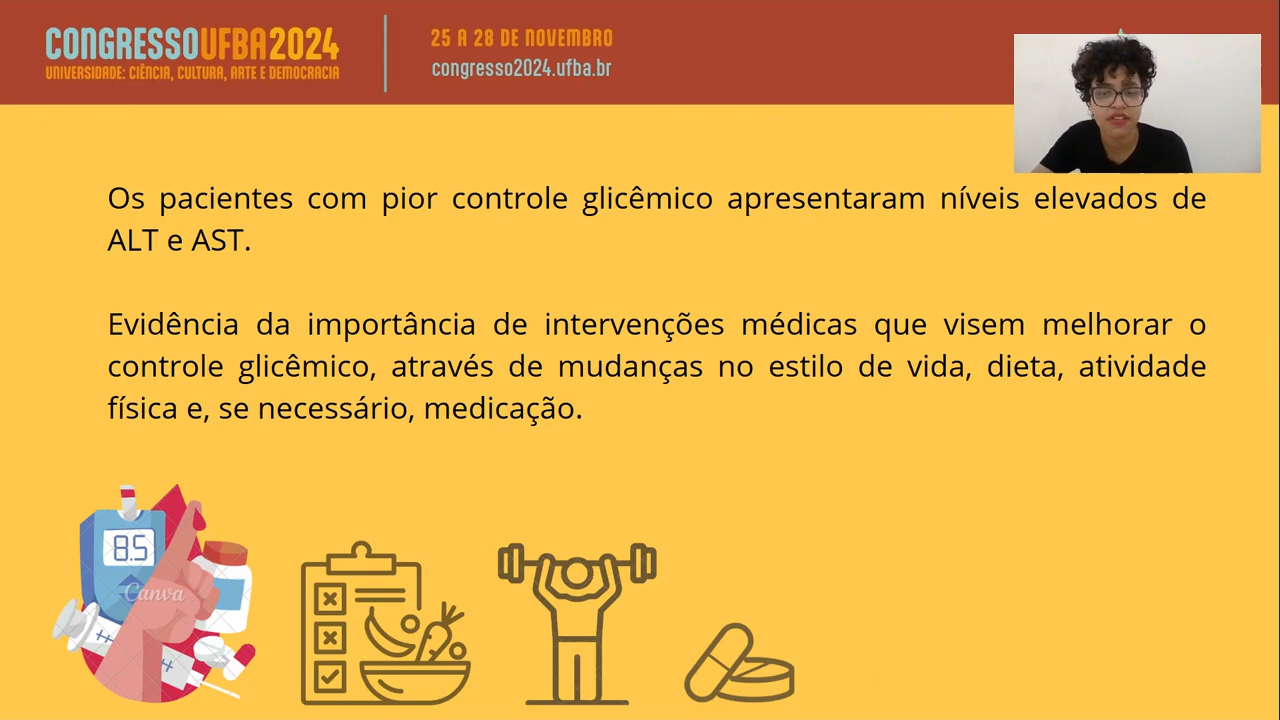 CONGRESSOUFBA2024
UNIVERSIDADE: CIÊNCIA, CULTURA, ARTE E DEMOCRACIA
25 A 28 DE NOVEMBRO
congresso2024.ufba.br
Os pacientes com pior controle glicêmico apresentaram níveis elevados de
ALT e AST.
Evidência da importância de intervenções médicas que visem melhorar o
controle glicêmico, através de mudanças no estilo de vida, dieta, atividade
física e, se necessário, medicação.
8.5
Canva